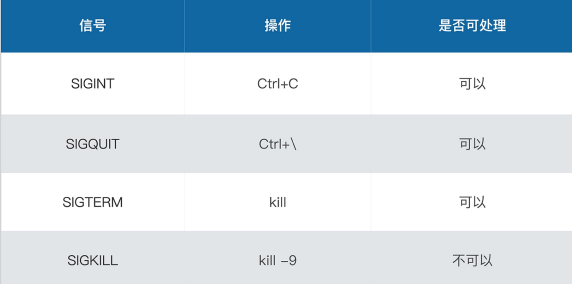 信号 操作 是否可处理
SIGINT Ctrl+C 可以
SIGQUIT Ctrl+\ 可以
SIGTERM kill 可以
SIGKILL kill -9 不可以